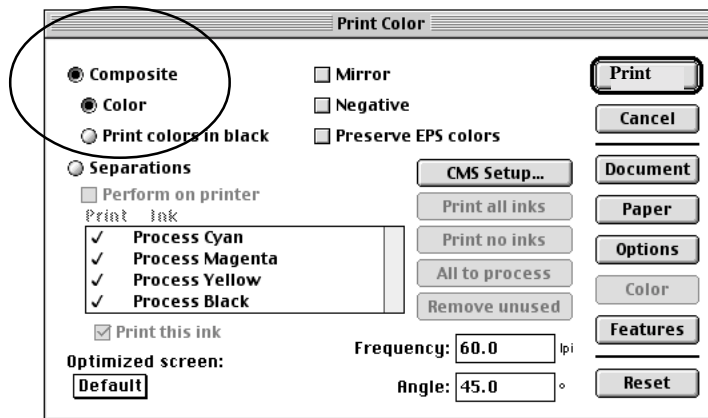 Print Color
Composite
Color
Print colors in black
Separations
Perform on printer
Print Ink
✓ Process Cyan
✓ Process Magenta
✓ Process Yellow
✓ Process Black
Print this ink
Optimized screen:
Default
Mirror
Negative
Preserve EPS colors
CMS Setup...
Print all inks
Print no inks
All to process
Remove unused
Frequency: 60.0 lpi
Angle: 45.0 °
Print
Cancel
Document
Paper
Options
Color
Features
Reset